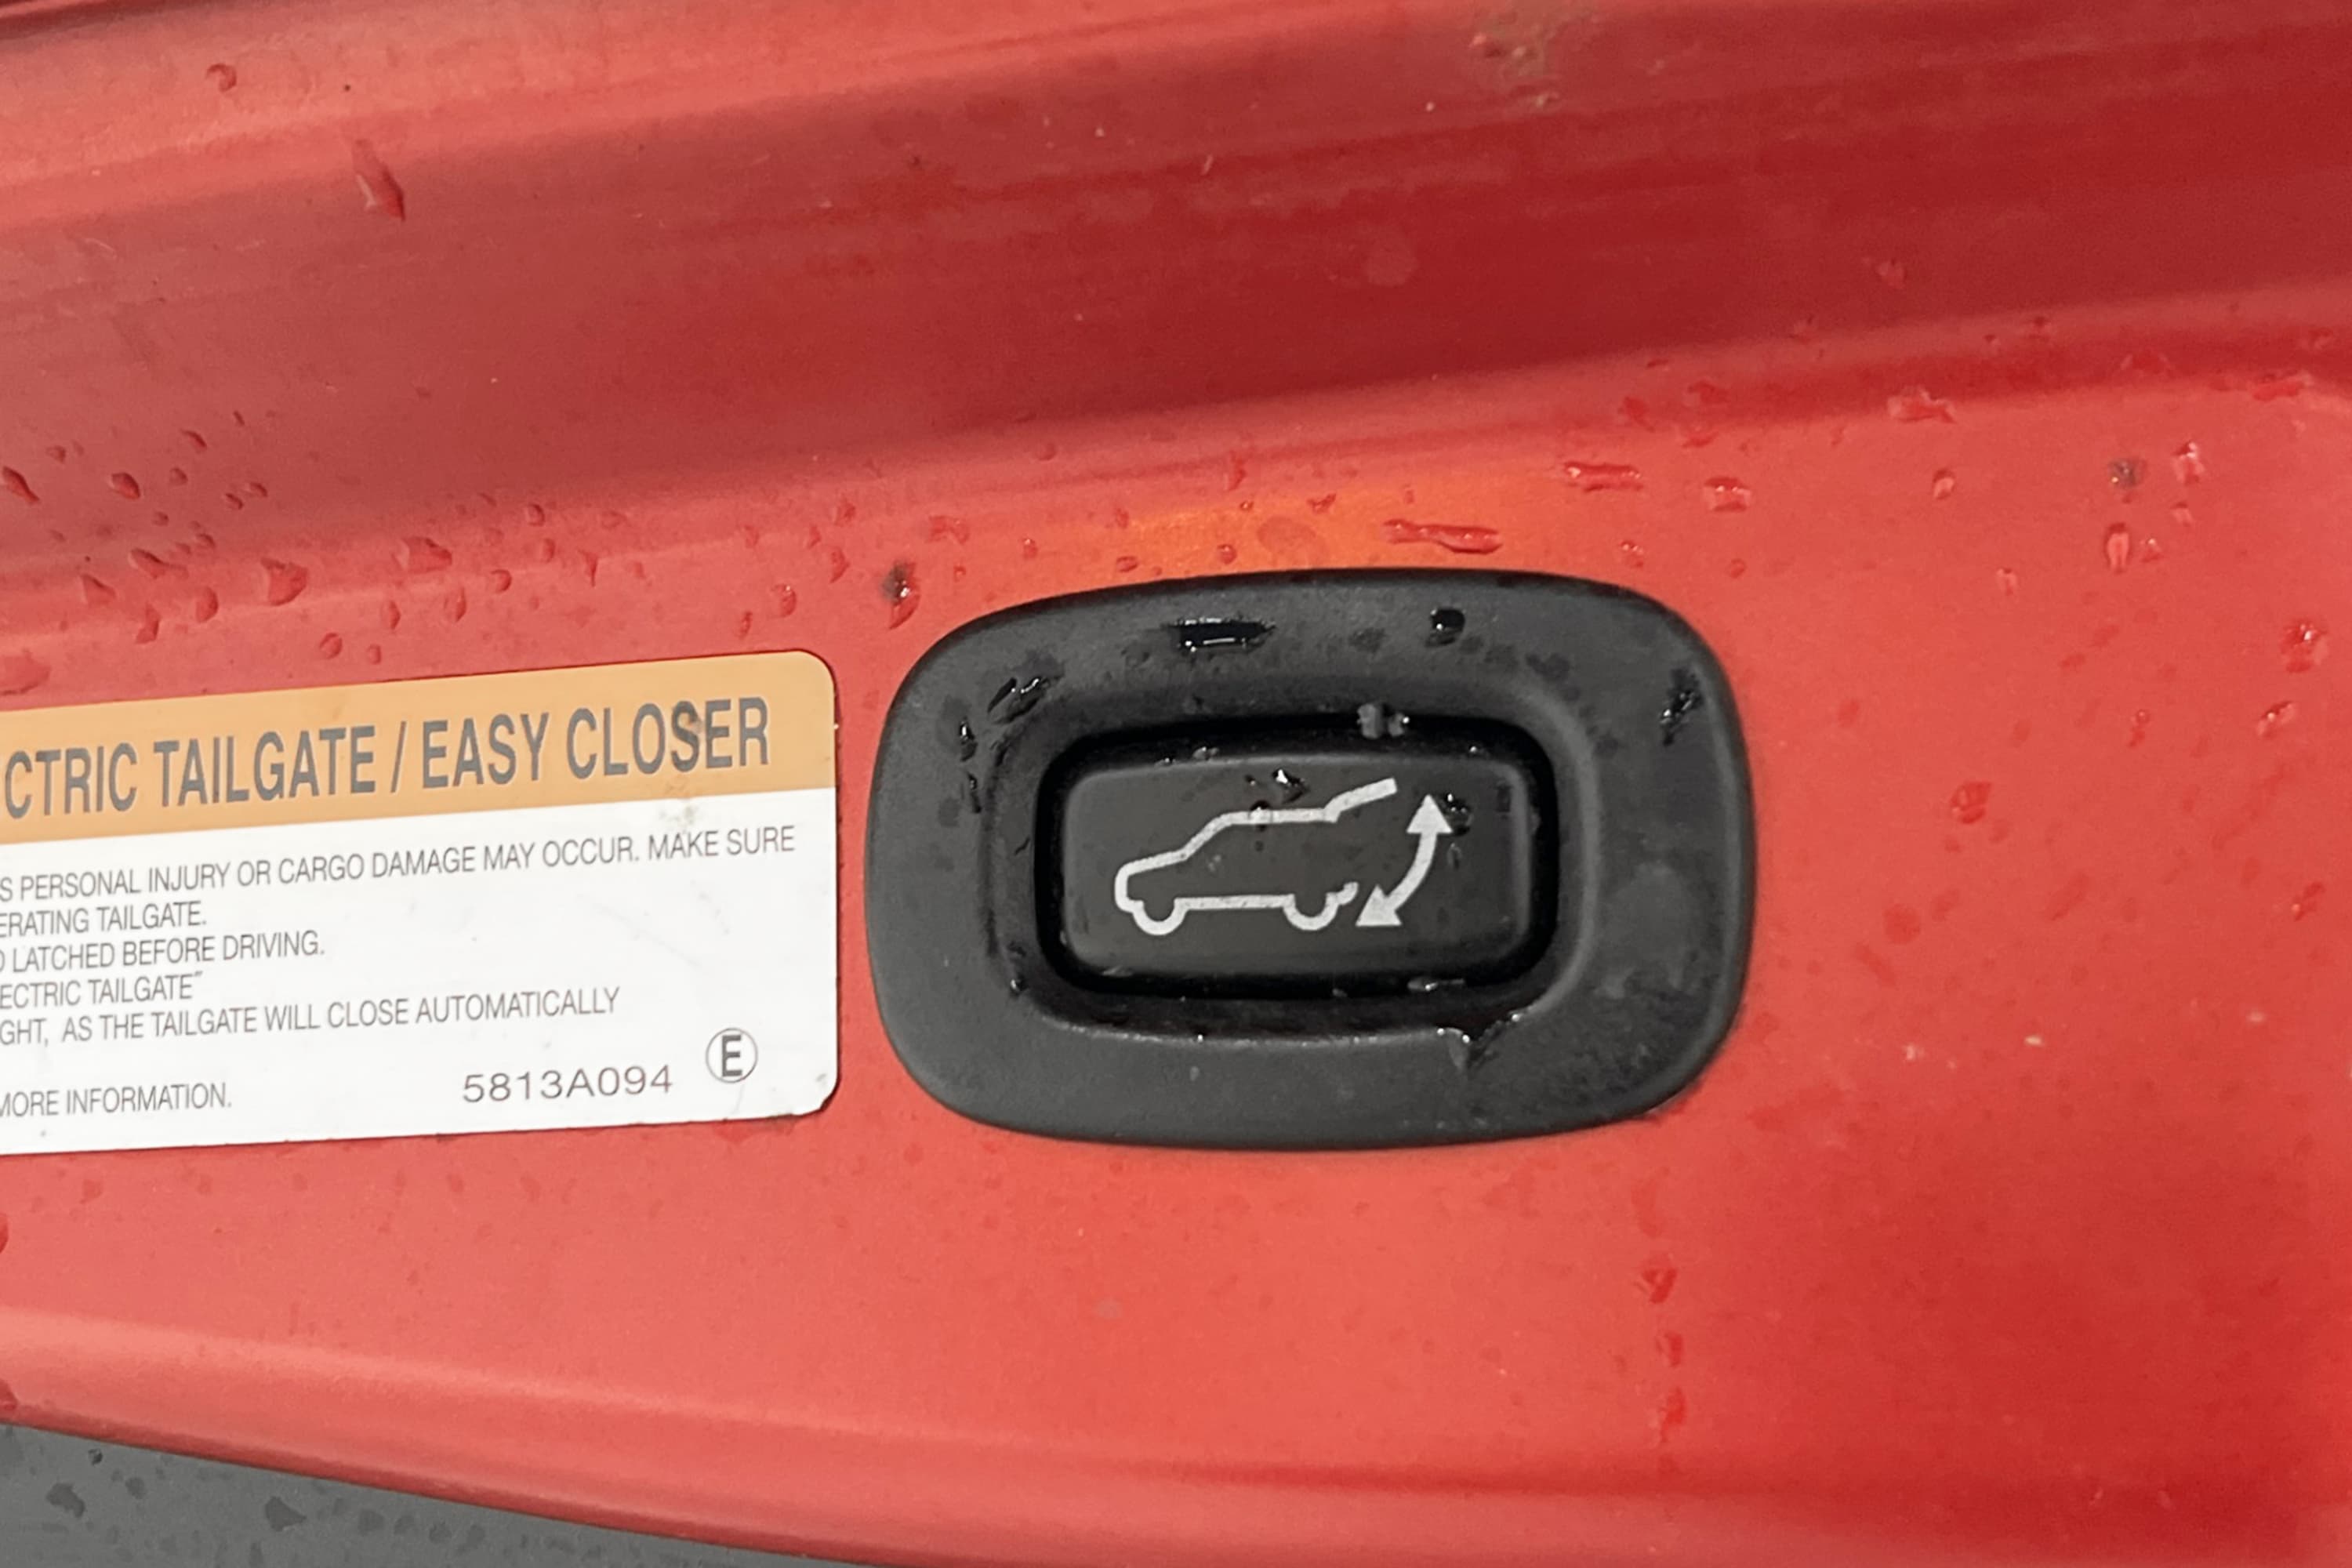 CTRIC TAILGATE / EASY CLOSER
S PERSONAL INJURY OR CARGO DAMAGE MAY OCCUR. MAKE SURE
ERATING TAILGATE.
D LATCHED BEFORE DRIVING.
ECTRIC TAILGATE"
GHT, AS THE TAILGATE WILL CLOSE AUTOMATICALLY
MORE INFORMATION.
5813A094
E